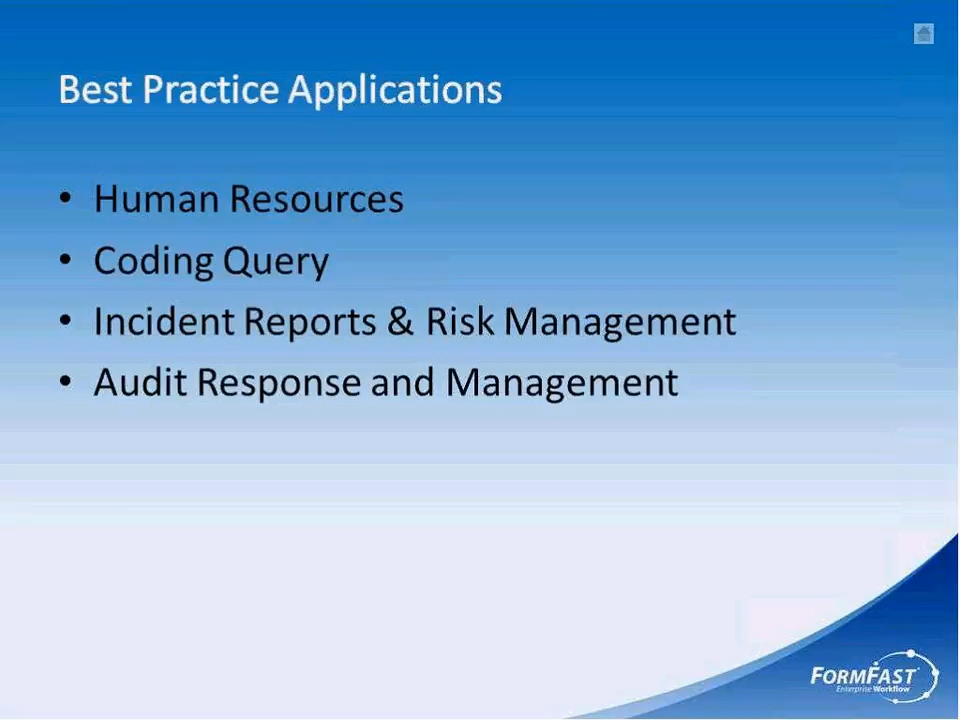 Best Practice Applications
• Human Resources
• Coding Query
• Incident Reports & Risk Management
• Audit Response and Management
FORMFAST
Enterprise Workflow